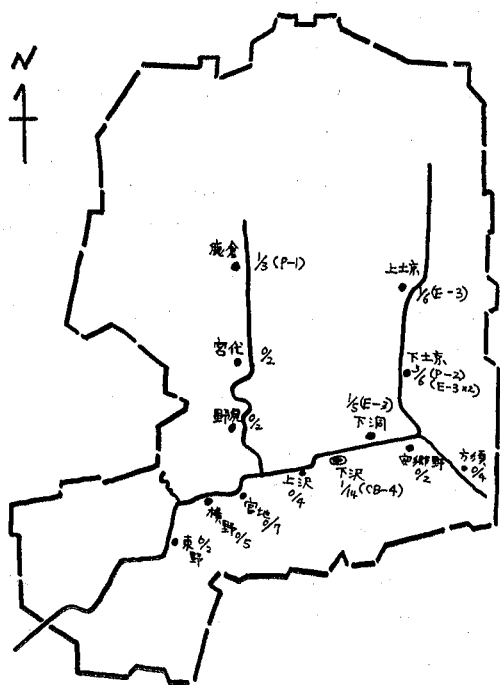 N
鹿倉
1/3 (P-1)
上土京
1/6 (E-3)
宮代
0/2
下土京
3/6 (P-2)
(E-3×2)
野幌
0/2
1/5 (E-3)
下洞
安郷野
0/2
方須
0/4
上沢
0/4
下沢
1/14 (CB-4)
宮地
0/7
横野
0/5
東野
0/2